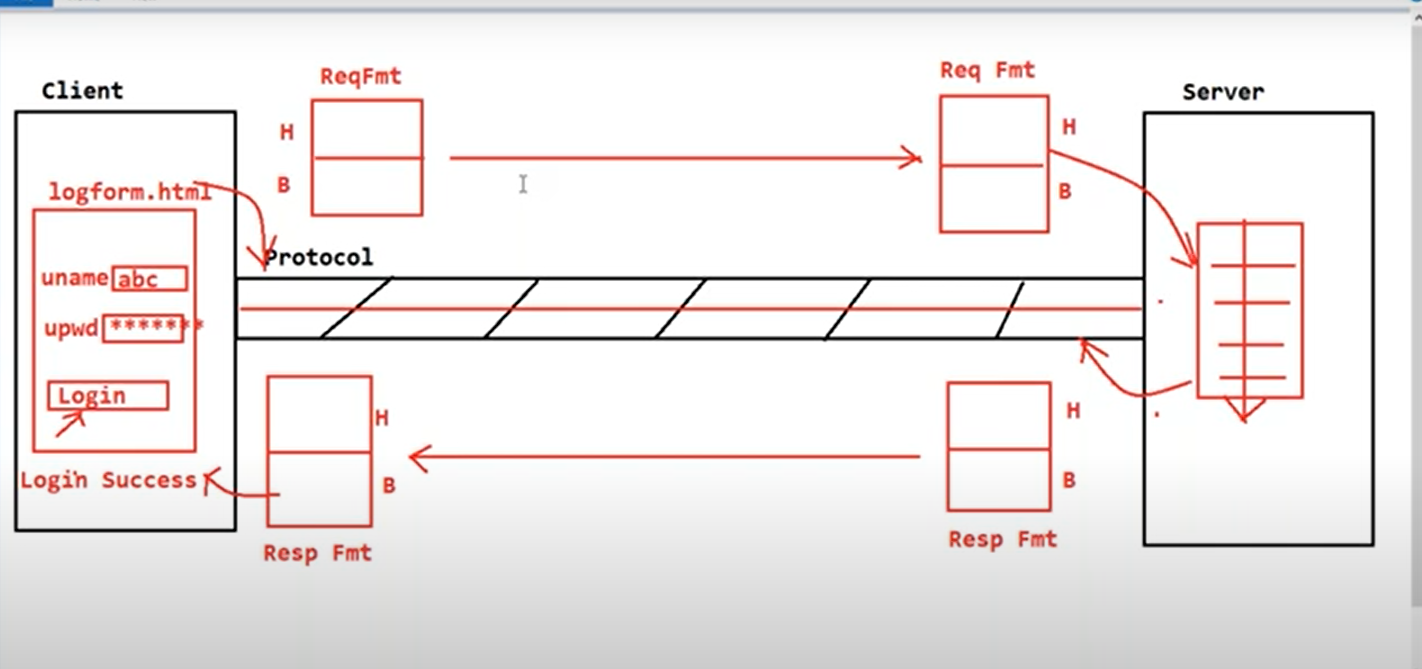 Client
ReqFmt
H
B
Req Fmt
H
B
Server
logform.html
uname abc
upwd *******
Login
Login Success
Protocol
H
B
Resp Fmt
H
B
Resp Fmt